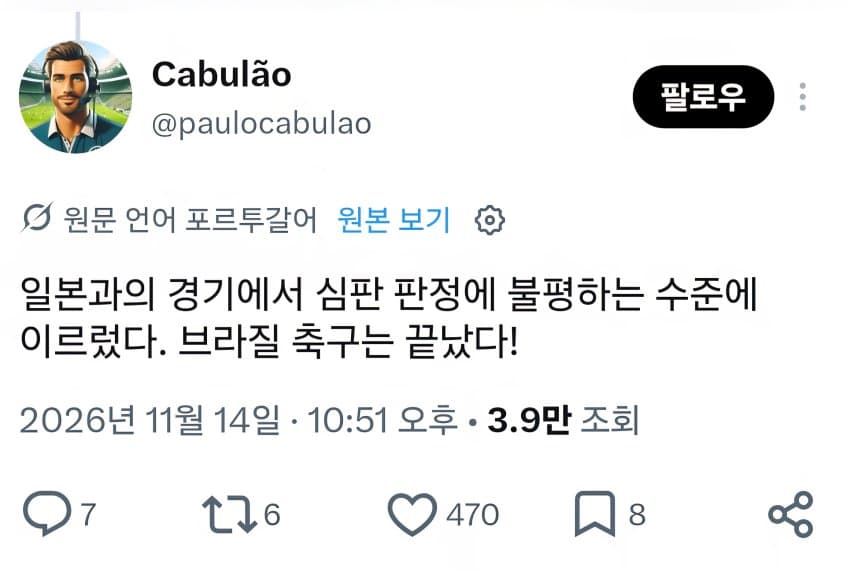 Cabulão
@paulocabulao
팔로우
원문 언어 포르투갈어 원본 보기
일본과의 경기에서 심판 판정에 불평하는 수준에
이르렀다. 브라질 축구는 끝났다!
2026년 11월 14일 · 10:51 오후 · 3.9만 조회
7 6 470 8